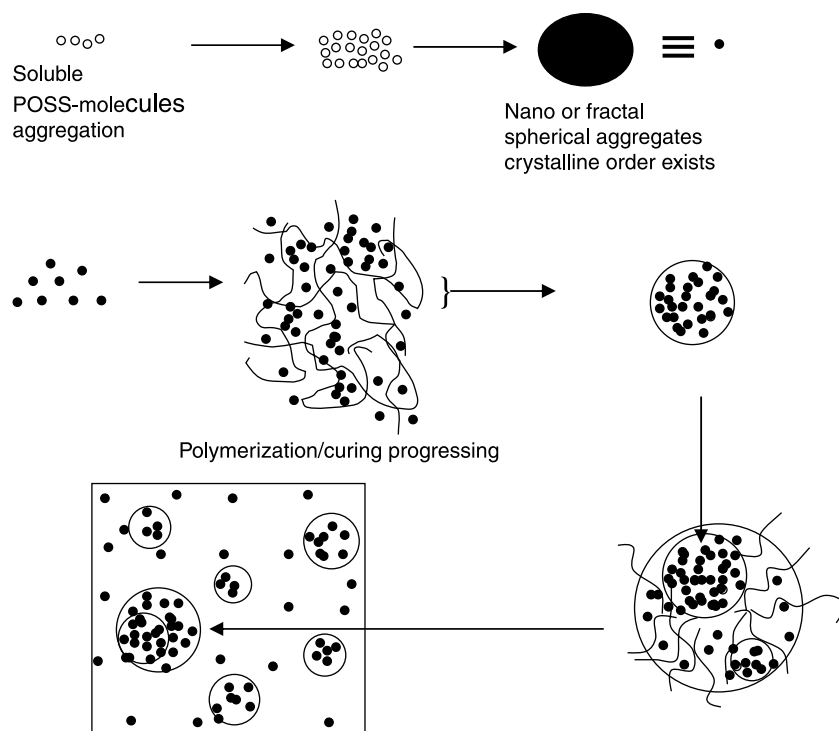 Soluble
POSS-molecules
aggregation
Nano or fractal
spherical aggregates
crystalline order exists
}
Polymerization/curing progressing